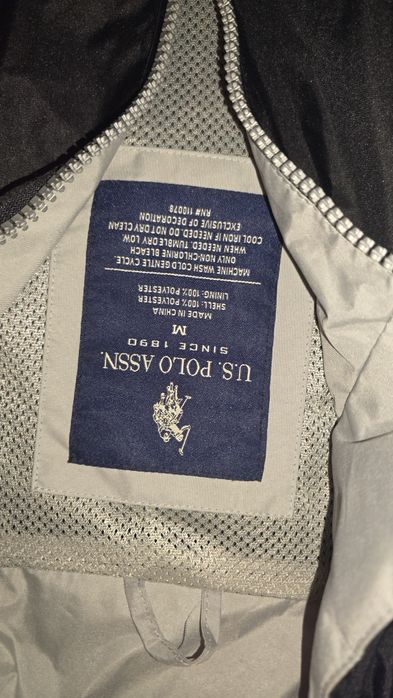 U.S. POLO ASSN.
SINCE 1890
M
MADE IN CHINA
SHELL: 100% POLYESTER
LINING: 100% POLYESTER
MACHINE WASH COLD GENTLE CYCLE.
ONLY NON-CHLORINE BLEACH
WHEN NEEDED. TUMBLE DRY LOW.
COOL IRON IF NEEDED. DO NOT DRY CLEAN
EXCLUSIVE OF DECORATION
RN# 110078